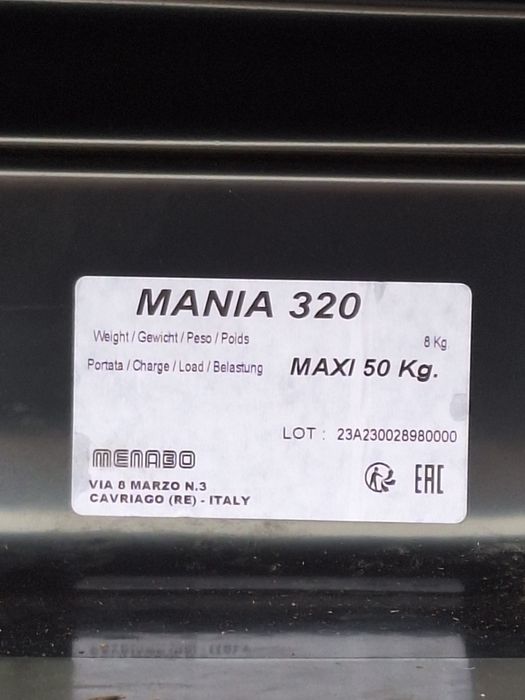 MANIA 320
Weight / Gewicht / Peso / Poids 8 Kg
Portata / Charge / Load / Belastung MAXI 50 Kg.
LOT : 23A230028980000
MENABO
VIA 8 MARZO N.3
CAVRIAGO (RE) - ITALY
EAC